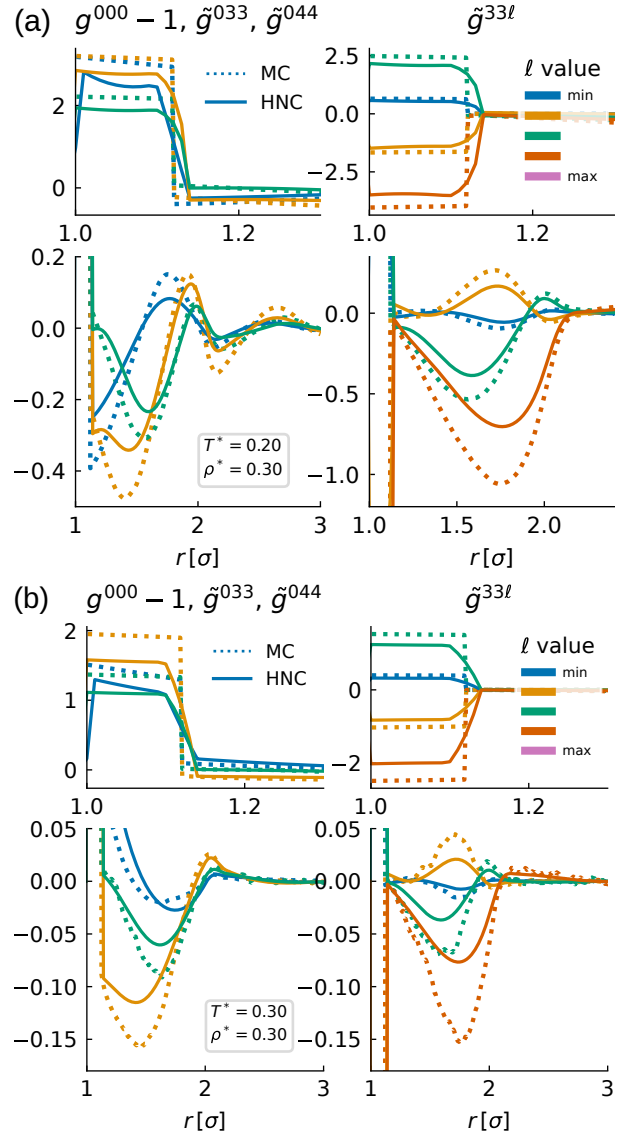 (a)
g⁰⁰⁰ − 1, g̃⁰³³, g̃⁰⁴⁴
g̃³³ℓ
MC
HNC
ℓ value
min
max
2
0
1.0
1.2
2.5
0.0
−2.5
1.0
1.2
0.2
0.0
−0.2
−0.4
T* = 0.20
ρ* = 0.30
1
2
3
r [σ]
0.0
−0.5
−1.0
1.0
1.5
2.0
r [σ]
(b)
g⁰⁰⁰ − 1, g̃⁰³³, g̃⁰⁴⁴
g̃³³ℓ
MC
HNC
ℓ value
min
max
2
1
0
1.0
1.2
0
−2
1.0
1.2
0.05
0.00
−0.05
−0.10
−0.15
T* = 0.30
ρ* = 0.30
1
2
3
r [σ]
0.05
0.00
−0.05
−0.10
−0.15
1
2
3
r [σ]